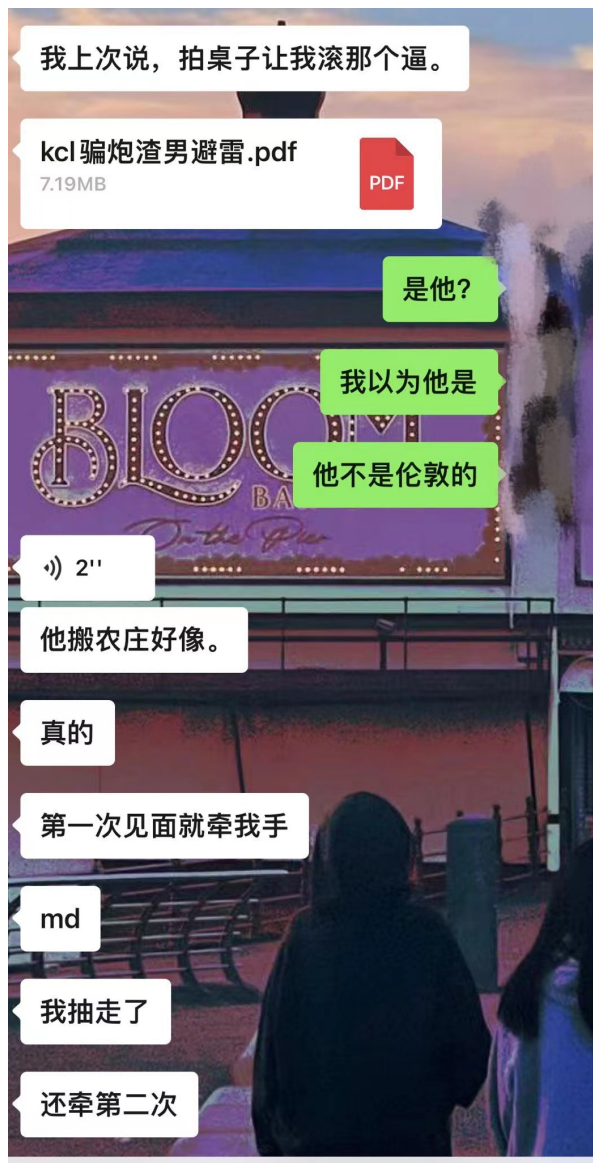 我上次说，拍桌子让我滚那个逼。
kcl骗炮渣男避雷.pdf
7.19MB
PDF
是他？
我以为他是
BLOOM
他不是伦敦的
BA
On the Pier
2''
他搬农庄好像。
真的
第一次见面就牵我手
md
我抽走了
还牵第二次